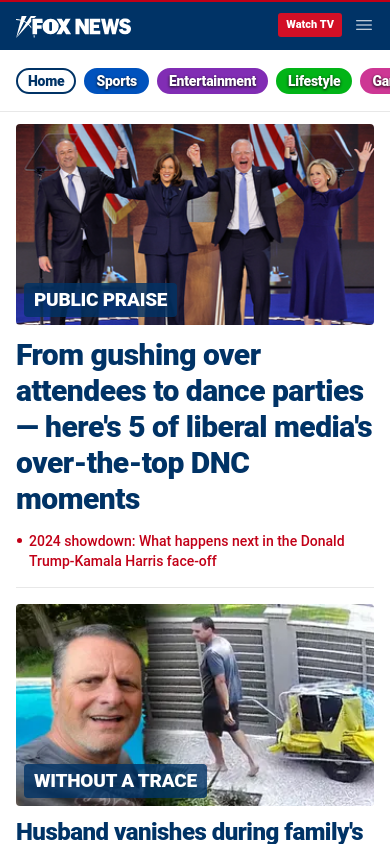 FOX NEWS
Watch TV
Home Sports Entertainment Lifestyle Ga
PUBLIC PRAISE
From gushing over
attendees to dance parties
— here's 5 of liberal media's
over-the-top DNC
moments
• 2024 showdown: What happens next in the Donald
Trump-Kamala Harris face-off
WITHOUT A TRACE
Husband vanishes during family's